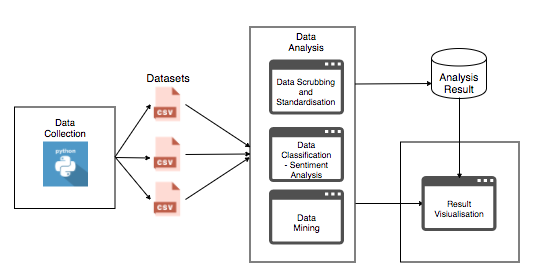 Data
Collection
python
Datasets
CSV
CSV
CSV
Data
Analysis
Data Scrubbing
and
Standardisation
Data
Classification
- Sentiment
Analysis
Data
Mining
Analysis
Result
Result
Visiualisation